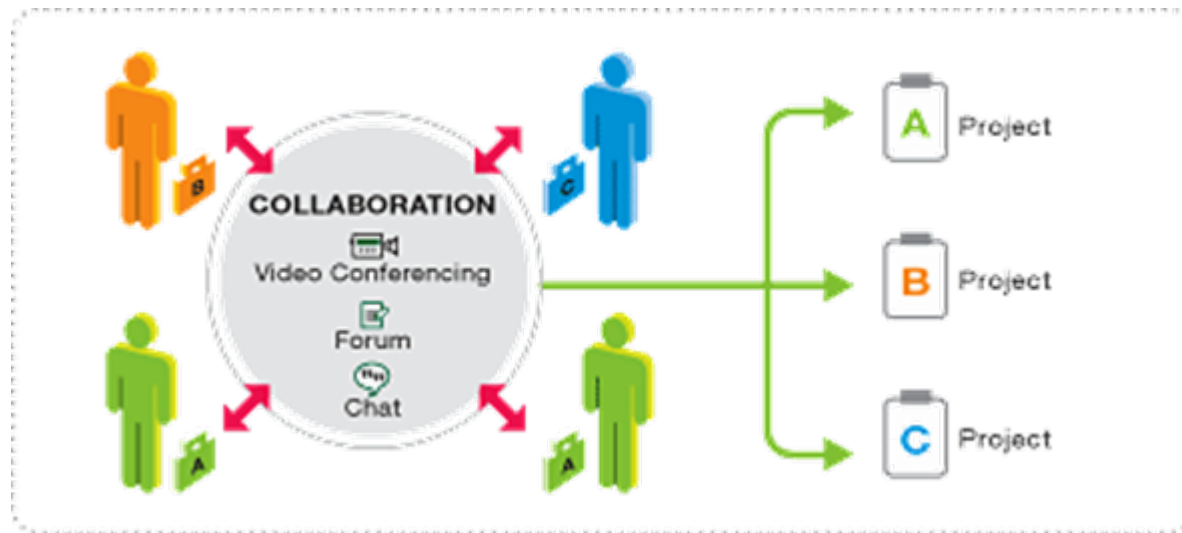 B
C
COLLABORATION
Video Conferencing
Forum
Chat
A
A
A Project
B Project
C Project